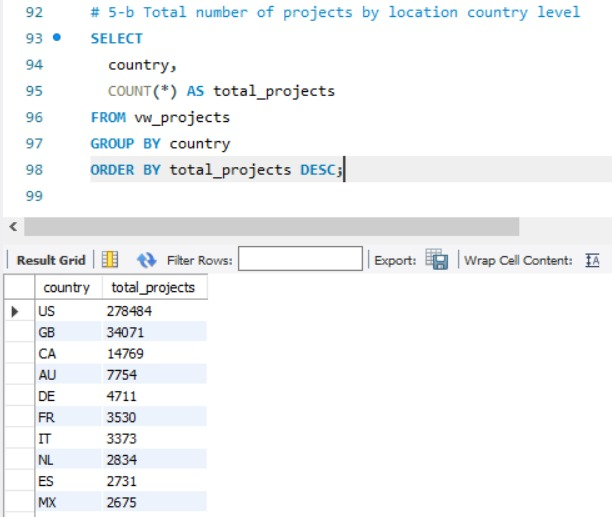 92 # 5-b Total number of projects by location country level
93 SELECT
94 country,
95 COUNT(*) AS total_projects
96 FROM vw_projects
97 GROUP BY country
98 ORDER BY total_projects DESC;
99
Result Grid Filter Rows: Export: Wrap Cell Content: IA
country total_projects
US 278484
GB 34071
CA 14769
AU 7754
DE 4711
FR 3530
IT 3373
NL 2834
ES 2731
MX 2675